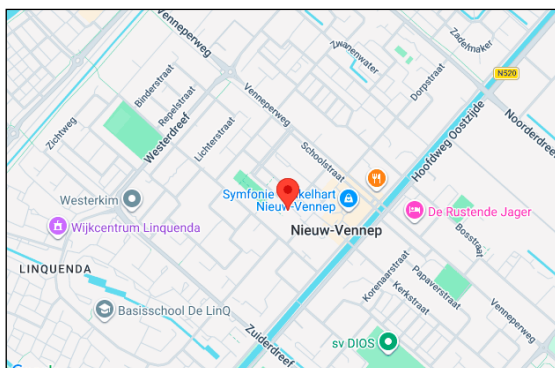 Venneperweg
Zwanenwater
Zadelmaker
N520
Binderstraat
Repelstraat
Dorpstraat
Zichtweg
Westerdreef
Venneperweg
Noorderdreef
Lichterstraat
Schoolstraat
Hoofdweg Oostzijde
Westerkim
Symfonie
Nieuw-Vennep
De Rustende Jager
Wijkcentrum Linquenda
Nieuw-Vennep
Bosstraat
LINQUENDA
Korenaarstraat
Papaverstraat
Kerkstraat
Basisschool De LinQ
Venneperweg
Zuiderdreef
sv DIOS